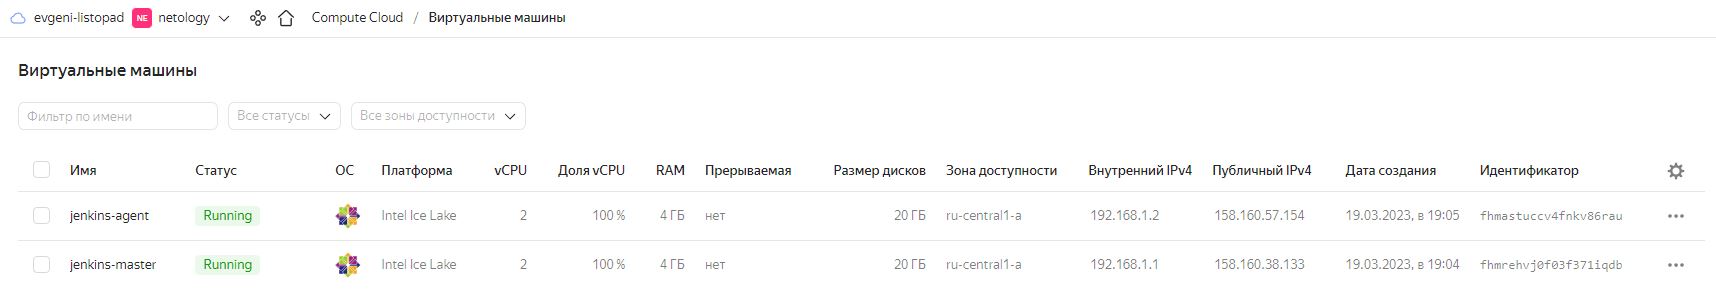 evgeni-listopad NE netology Compute Cloud / Виртуальные машины
Виртуальные машины
Фильтр по имени Все статусы Все зоны доступности
Имя Статус ОС Платформа vCPU Доля vCPU RAM Прерываемая Размер дисков Зона доступности Внутренний IPv4 Публичный IPv4 Дата создания Идентификатор
jenkins-agent Running Intel Ice Lake 2 100 % 4 ГБ нет 20 ГБ ru-central1-a 192.168.1.2 158.160.57.154 19.03.2023, в 19:05 fhmastuccv4fnkv86rau
jenkins-master Running Intel Ice Lake 2 100 % 4 ГБ нет 20 ГБ ru-central1-a 192.168.1.1 158.160.38.133 19.03.2023, в 19:04 fhmrehvj0f03f371iqdb